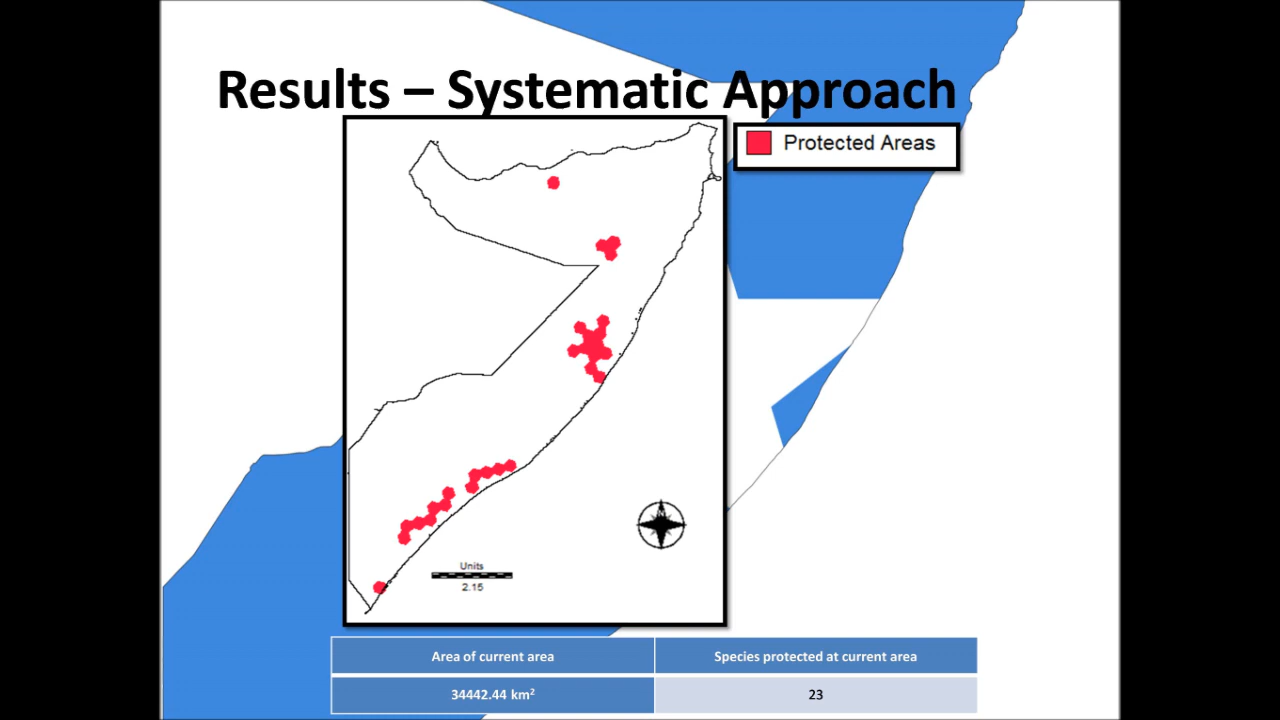 Results – Systematic Approach
Protected Areas
N
Units
2.15
Area of current area
Species protected at current area
34442.44 km²
23